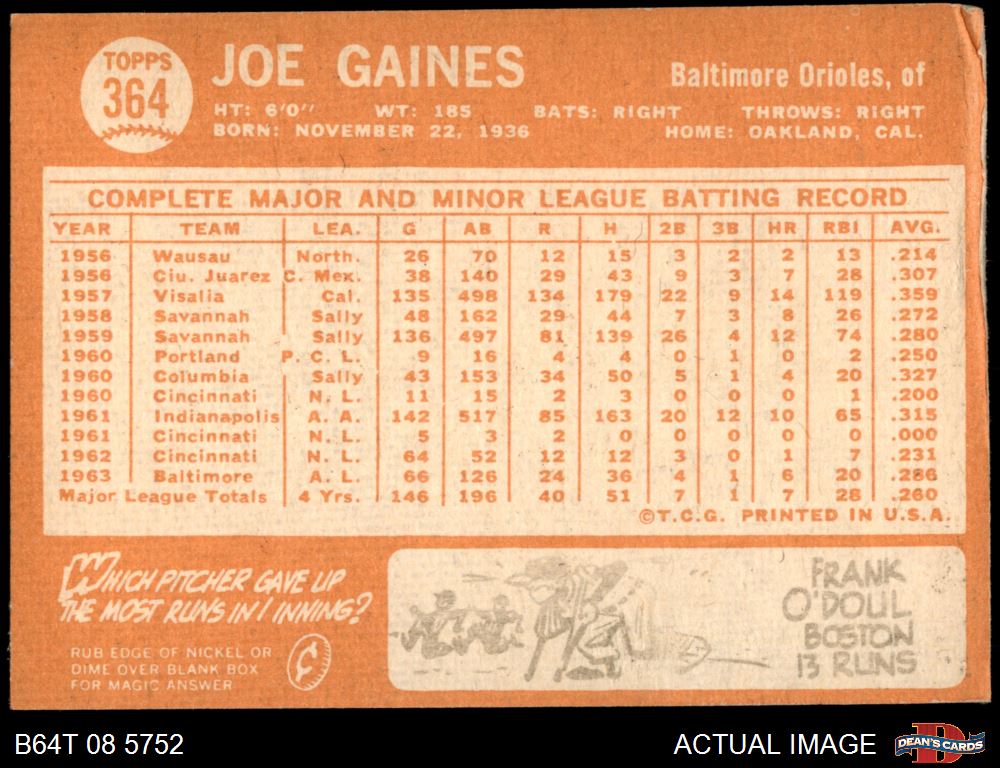 TOPPS
364
JOE GAINES
Baltimore Orioles, of
HT: 6'0" WT: 185 BATS: RIGHT THROWS: RIGHT
BORN: NOVEMBER 22, 1936 HOME: OAKLAND, CAL.
COMPLETE MAJOR AND MINOR LEAGUE BATTING RECORD
YEAR TEAM LEA. G AB R H 2B 3B HR RBI AVG.
1956 Wausau North. 26 70 12 15 3 2 2 13 .214
1956 Ciu. Juarez C. Mex. 38 140 29 43 9 3 7 28 .307
1957 Visalia Cal. 135 498 134 179 22 9 14 119 .359
1958 Savannah Sally 48 162 29 44 7 3 8 26 .272
1959 Savannah Sally 136 497 81 139 26 4 12 74 .280
1960 Portland P. C. L. 9 16 4 4 0 1 0 2 .250
1960 Columbia Sally 43 153 34 50 5 1 4 20 .327
1960 Cincinnati N. L. 11 15 2 3 0 0 0 1 .200
1961 Indianapolis A. A. 142 517 85 163 20 12 10 65 .315
1961 Cincinnati N. L. 5 3 2 0 0 0 0 0 .000
1962 Cincinnati N. L. 64 52 12 12 3 0 1 7 .231
1963 Baltimore A. L. 66 126 24 36 4 1 6 20 .286
Major League Totals 4 Yrs. 146 196 40 51 7 1 7 28 .260
©T.C.G. PRINTED IN U.S.A.
WHICH PITCHER GAVE UP
THE MOST RUNS IN 1 INNING?
RUB EDGE OF NICKEL OR
DIME OVER BLANK BOX
FOR MAGIC ANSWER
FRANK
O'DOUL
BOSTON
13 RUNS
B64T 08 5752
ACTUAL IMAGE
DEAN'S CARDS